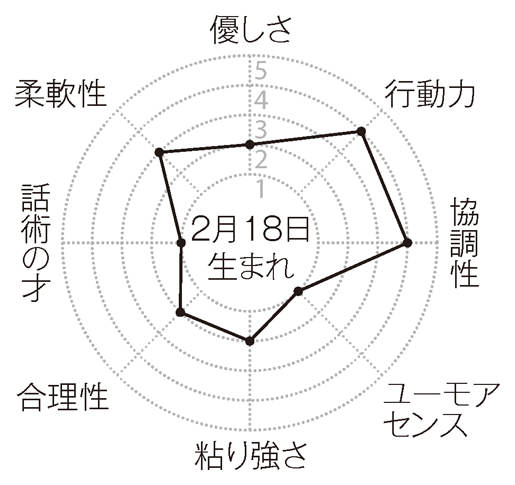 優しさ
行動力
協調性
ユーモア
センス
粘り強さ
合理性
話術の才
柔軟性
5
4
3
2
1
2月18日
生まれ